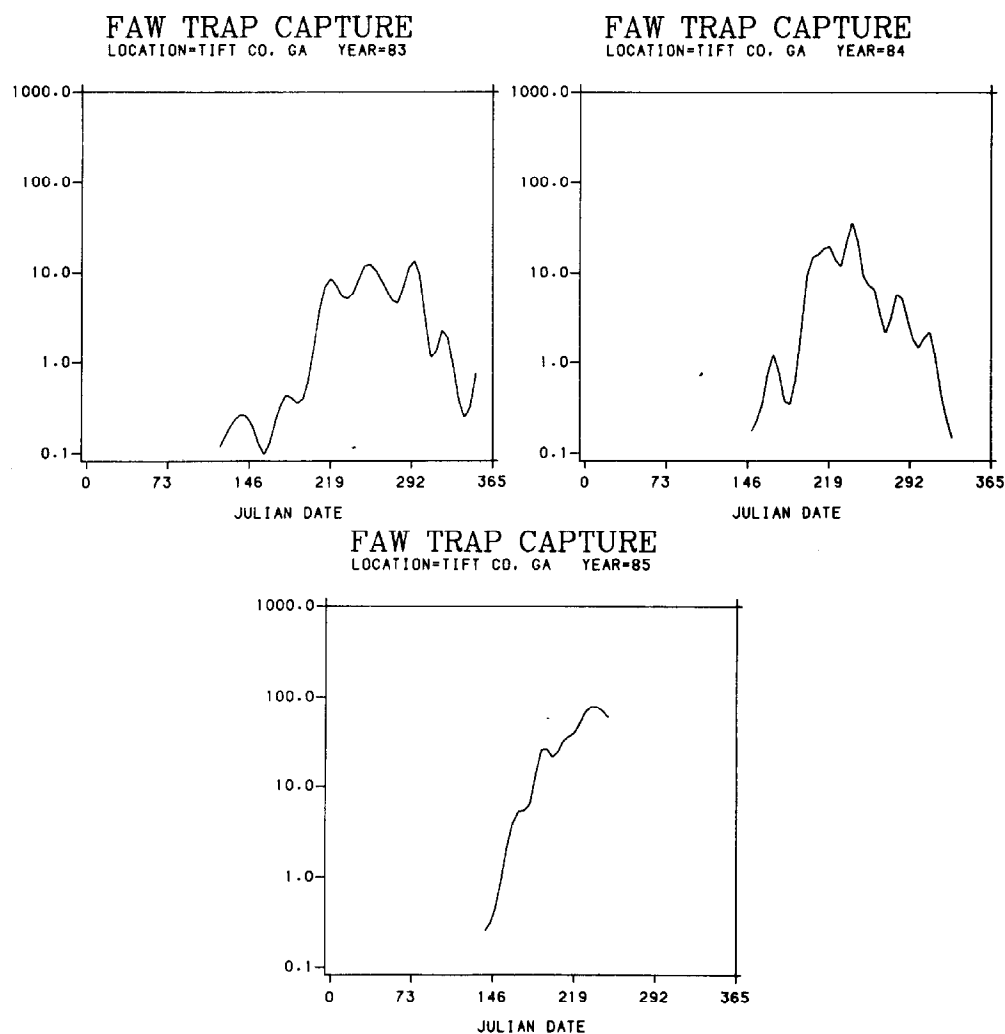 FAW TRAP CAPTURE
LOCATION=TIFT CO. GA YEAR=83
1000.0
100.0
10.0
1.0
0.1
0 73 146 219 292 365
JULIAN DATE
FAW TRAP CAPTURE
LOCATION=TIFT CO. GA YEAR=84
1000.0
100.0
10.0
1.0
0.1
0 73 146 219 292 365
JULIAN DATE
FAW TRAP CAPTURE
LOCATION=TIFT CO. GA YEAR=85
1000.0
100.0
10.0
1.0
0.1
0 73 146 219 292 365
JULIAN DATE